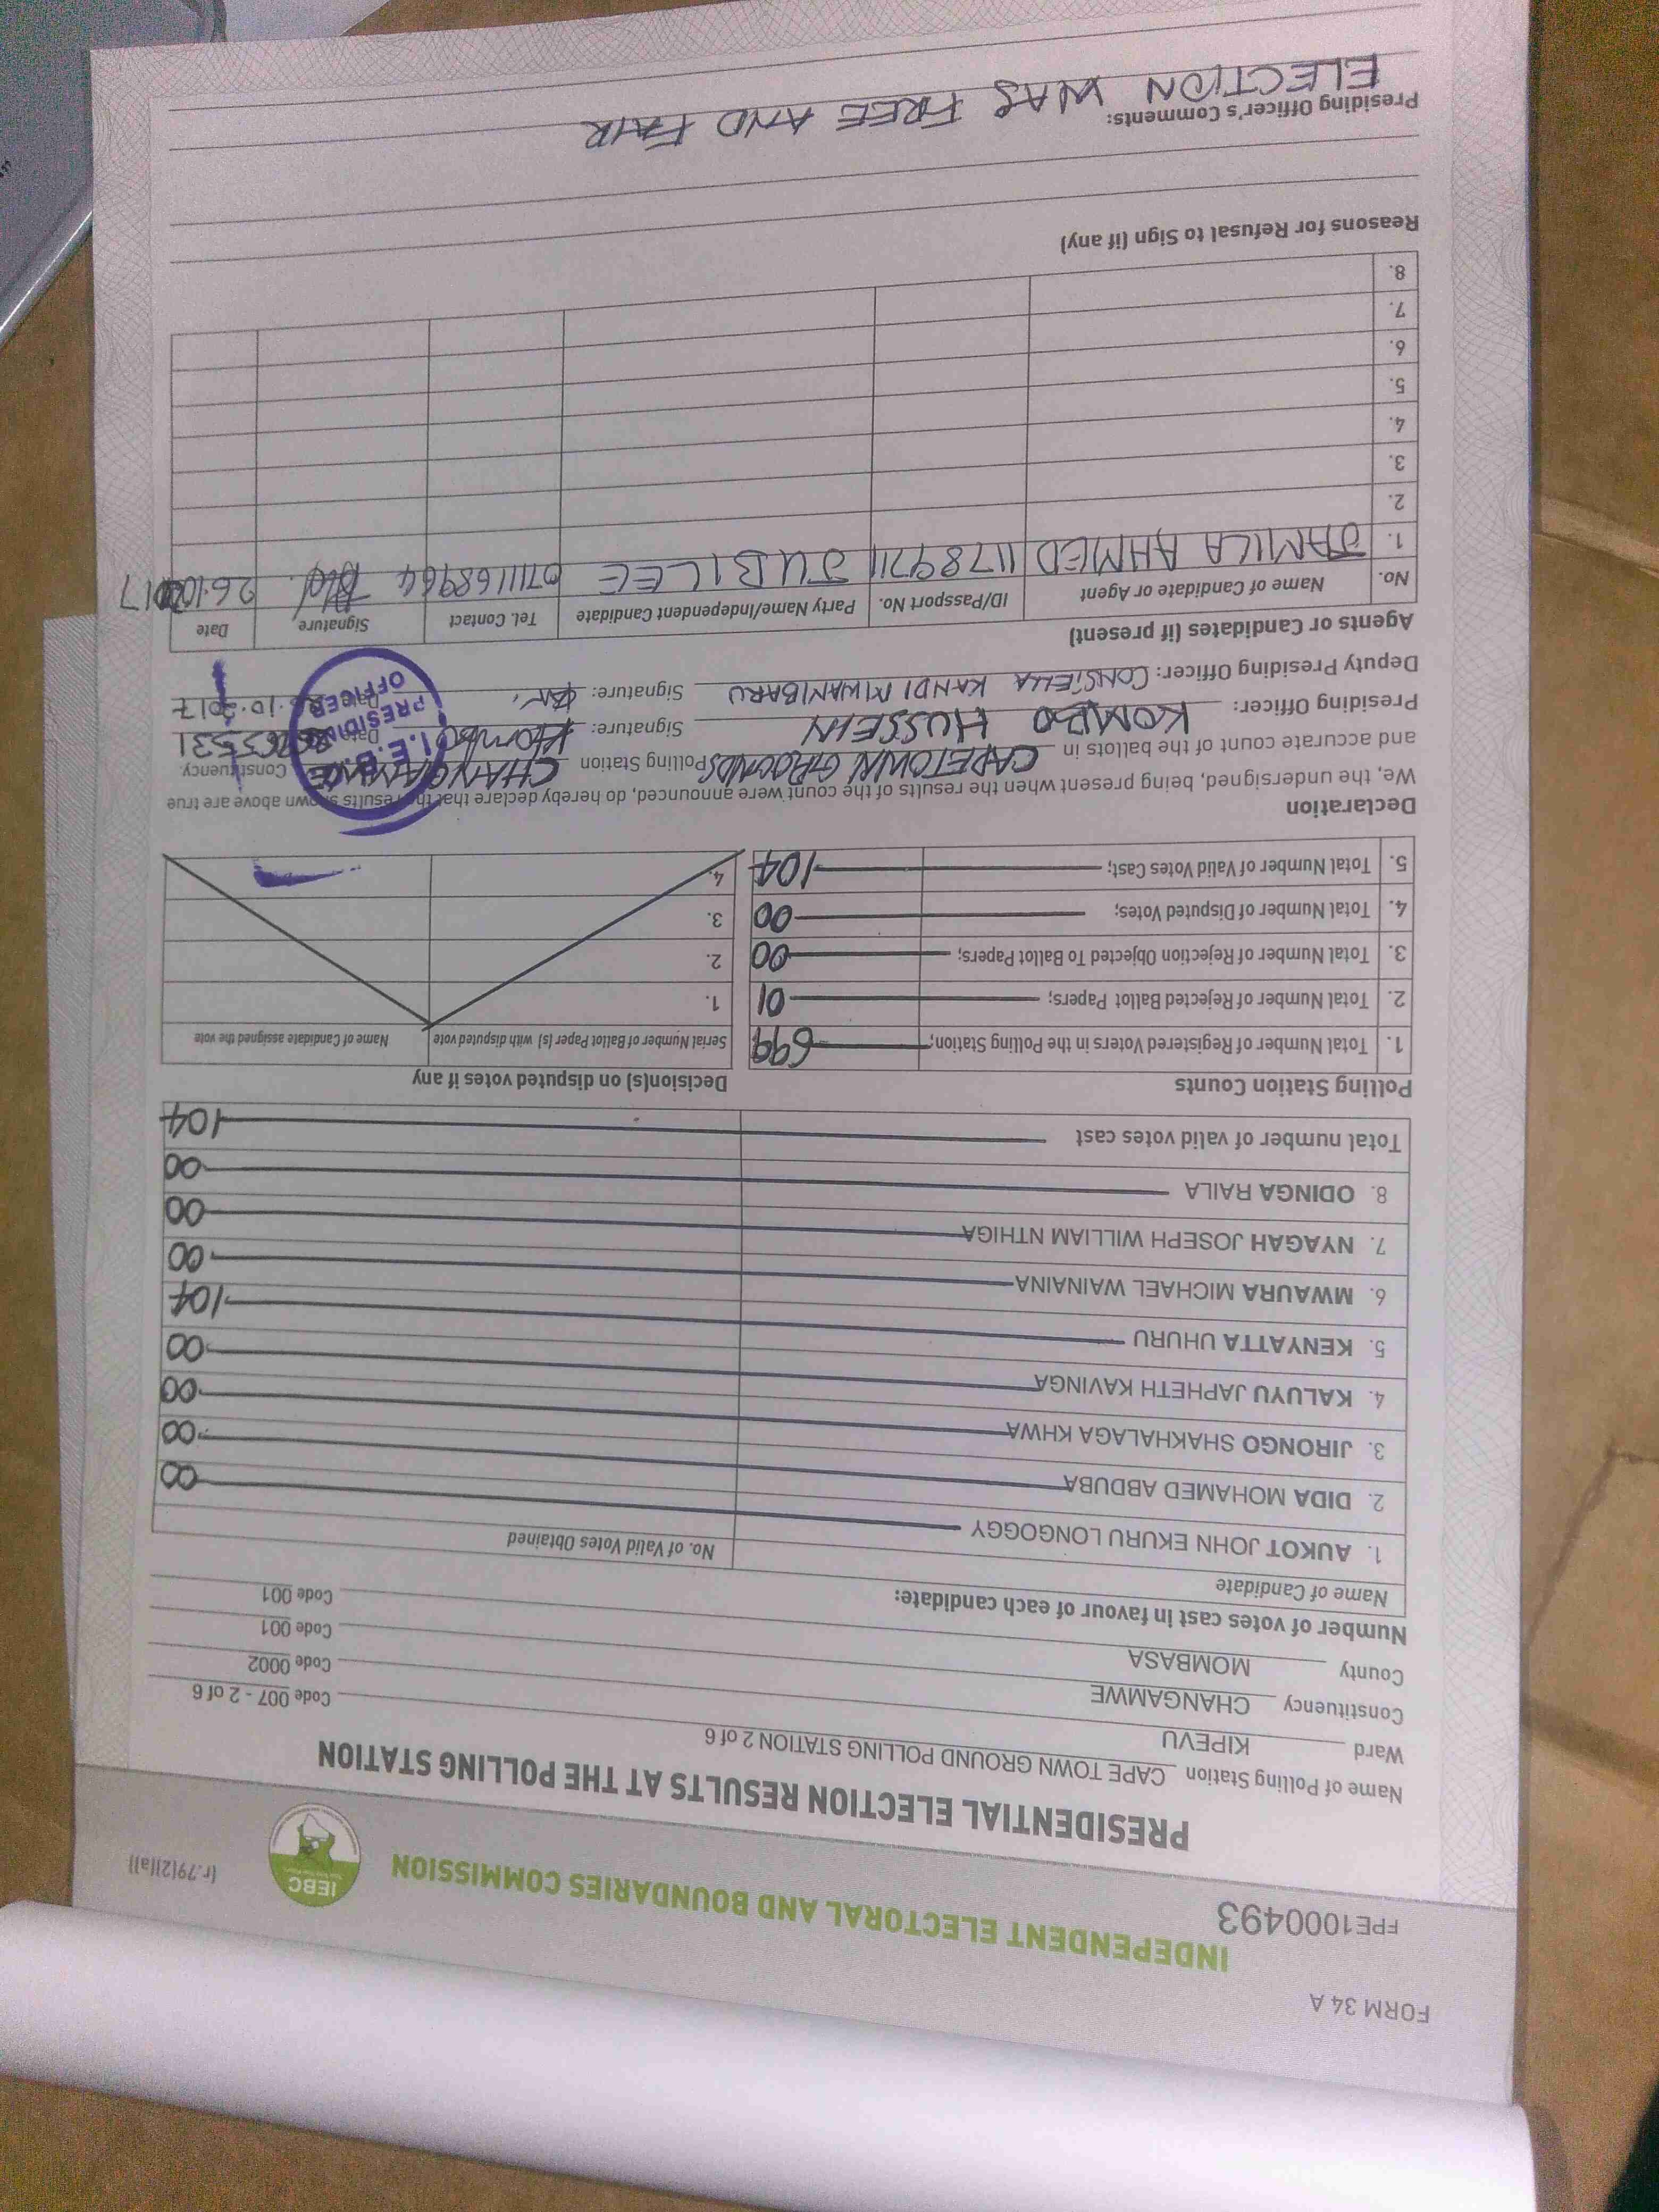 FORM 34 A
INDEPENDENT ELECTORAL AND BOUNDARIES COMMISSION
FPE1000493
IEBC
(r.79(2)(a))
PRESIDENTIAL ELECTION RESULTS AT THE POLLING STATION
Name of Polling Station CAPE TOWN GROUND POLLING STATION 2 of 6 Code 007 - 2 of 6
Ward KIPEVU Code 0002
Constituency CHANGAMWE Code 001
County MOMBASA Code 001
Number of votes cast in favour of each candidate:
Name of Candidate No. of Valid Votes Obtained
1. AUKOT JOHN EKURU LONGOGGY 00
2. DIDA MOHAMED ABDUBA 00
3. JIRONGO SHAKHALAGA KHWA 00
4. KALUYU JAPHETH KAVINGA 00
5. KENYATTA UHURU 104
6. MWAURA MICHAEL WAINAINA 00
7. NYAGAH JOSEPH WILLIAM NTHIGA 00
8. ODINGA RAILA 00
Total number of valid votes cast 104
Polling Station Counts
1. Total Number of Registered Voters in the Polling Station; 699
2. Total Number of Rejected Ballot Papers; 01
3. Total Number of Rejection Objected To Ballot Papers; 00
4. Total Number of Disputed Votes; 00
5. Total Number of Valid Votes Cast; 104
Decision(s) on disputed votes if any
Serial Number of Ballot Paper (s) with disputed vote Name of Candidate assigned the vote
1.
2.
3.
4.
Declaration
We, the undersigned, being present when the results of the count were announced, do hereby declare that the results shown above are true
and accurate count of the ballots in CAPETOWN GROUNDS Polling Station CHANGAMWE Constituency.
Presiding Officer: KOMBO HUSSEIN Signature: Kombo Date
Deputy Presiding Officer: CONSIELLA KANDI MWANIBARU Signature: Date 26.10.2017
I.E.B.C
PRESIDING
OFFICER
Agents or Candidates (if present)
No. Name of Candidate or Agent ID/Passport No. Party Name/Independent Candidate Tel. Contact Signature Date
1. JAMILA AHMED 11789711 JUBILEE 0711168964 26.10.2017
2.
3.
4.
5.
6.
7.
8.
Reasons for Refusal to Sign (if any)
Presiding Officer's Comments:
ELECTION WAS FREE AND FAIR